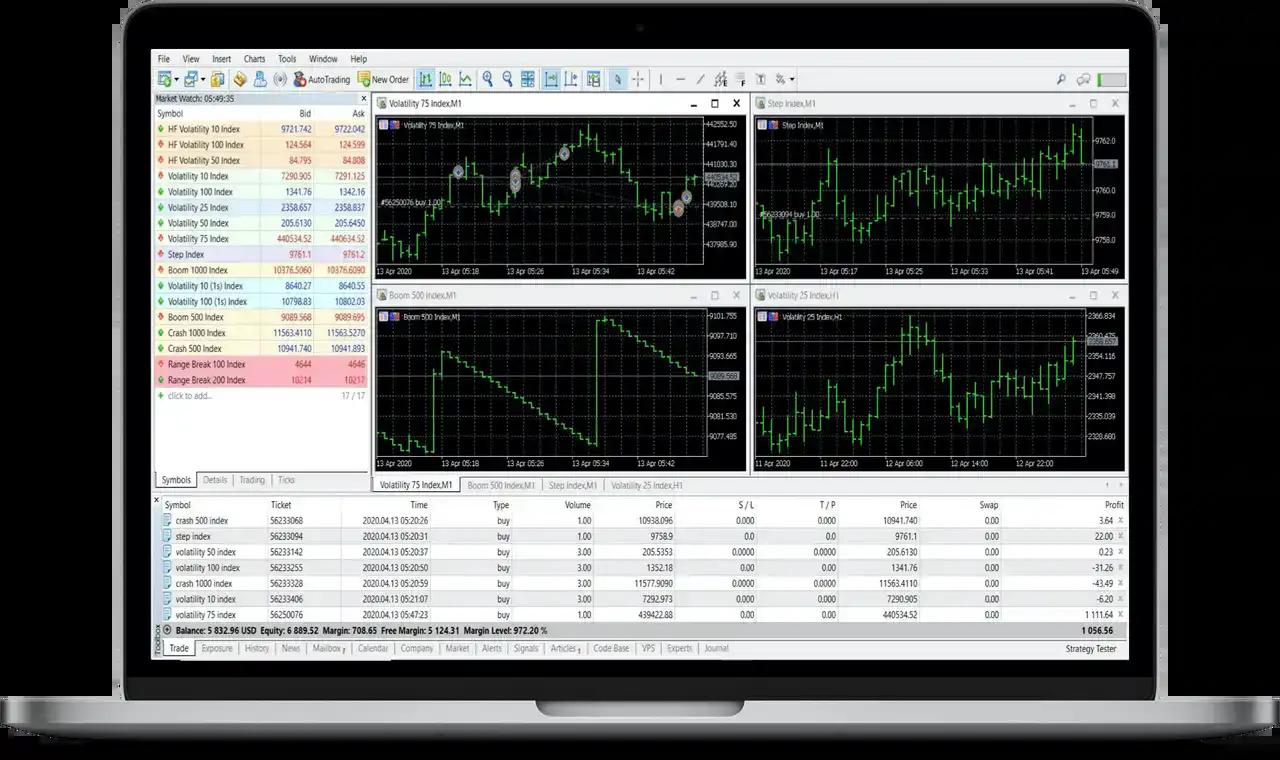 File View Insert Charts Tools Window Help
AutoTrading New Order
Market Watch: 05:49:35
Symbol Bid Ask
HF Volatility 10 Index 9721.742 9722.042
HF Volatility 100 Index 124.564 124.599
HF Volatility 50 Index 84.795 84.808
Volatility 10 Index 7290.905 7291.125
Volatility 100 Index 1341.76 1342.16
Volatility 25 Index 2358.657 2358.837
Volatility 50 Index 205.6130 205.6450
Volatility 75 Index 440534.52 440634.52
Step Index 9761.1 9761.2
Boom 1000 Index 10376.5060 10376.6090
Volatility 10 (1s) Index 8640.27 8640.55
Volatility 100 (1s) Index 10798.83 10802.03
Boom 500 Index 9089.568 9089.695
Crash 1000 Index 11563.4110 11563.5270
Crash 500 Index 10941.740 10941.893
Range Break 100 Index 4644 4646
Range Break 200 Index 10214 10217
click to add... 17 / 17
Symbols Details Trading Ticks
Volatility 75 Index,M1
Volatility 75 Index,M1
442552.50
441791.40
441030.30
440534.52
440269.20
#56250076 buy 1.00
439508.10
438747.00
437985.90
13 Apr 2020 13 Apr 05:18 13 Apr 05:26 13 Apr 05:34 13 Apr 05:42
Step Index,M1
Step Index,M1
9762.0
9761.1
9760.0
#56233094 buy 1.00
9759.0
9758.0
13 Apr 2020 13 Apr 05:17 13 Apr 05:25 13 Apr 05:33 13 Apr 05:41 13 Apr 05:49
Boom 500 Index,M1
Boom 500 Index,M1
9101.755
9097.710
9093.665
9089.568
9085.575
9081.530
9077.485
13 Apr 2020 13 Apr 05:18 13 Apr 05:26 13 Apr 05:34 13 Apr 05:42
Volatility 25 Index,H1
Volatility 25 Index,H1
2366.834
2358.657
2354.116
2347.757
2341.398
2335.039
2328.680
11 Apr 2020 11 Apr 22:00 12 Apr 06:00 12 Apr 14:00 12 Apr 22:00
Volatility 75 Index,M1 Boom 500 Index,M1 Step Index,M1 Volatility 25 Index,H1
Symbol Ticket Time Type Volume Price S / L T / P Price Swap Profit
crash 500 index 56233068 2020.04.13 05:20:26 buy 1.00 10938.096 0.000 0.000 10941.740 0.00 3.64
step index 56233094 2020.04.13 05:20:31 buy 1.00 9758.9 0.0 0.0 9761.1 0.00 22.00
volatility 50 index 56233142 2020.04.13 05:20:37 buy 3.00 205.5353 0.0000 0.0000 205.6130 0.00 0.23
volatility 100 index 56233255 2020.04.13 05:20:50 buy 3.00 1352.18 0.00 0.00 1341.76 0.00 -31.26
crash 1000 index 56233328 2020.04.13 05:20:59 buy 3.00 11577.9090 0.0000 0.0000 11563.4110 0.00 -43.49
volatility 10 index 56233406 2020.04.13 05:21:07 buy 3.00 7292.973 0.000 0.000 7290.905 0.00 -6.20
volatility 75 index 56250076 2020.04.13 05:47:23 buy 1.00 439422.88 0.00 0.00 440534.52 0.00 1 111.64
Balance: 5 832.96 USD Equity: 6 889.52 Margin: 708.65 Free Margin: 5 124.31 Margin Level: 972.20 % 1 056.56
Toolbox
Trade Exposure History News Mailbox Calendar Company Market Alerts Signals Articles Code Base VPS Experts Journal Strategy Tester